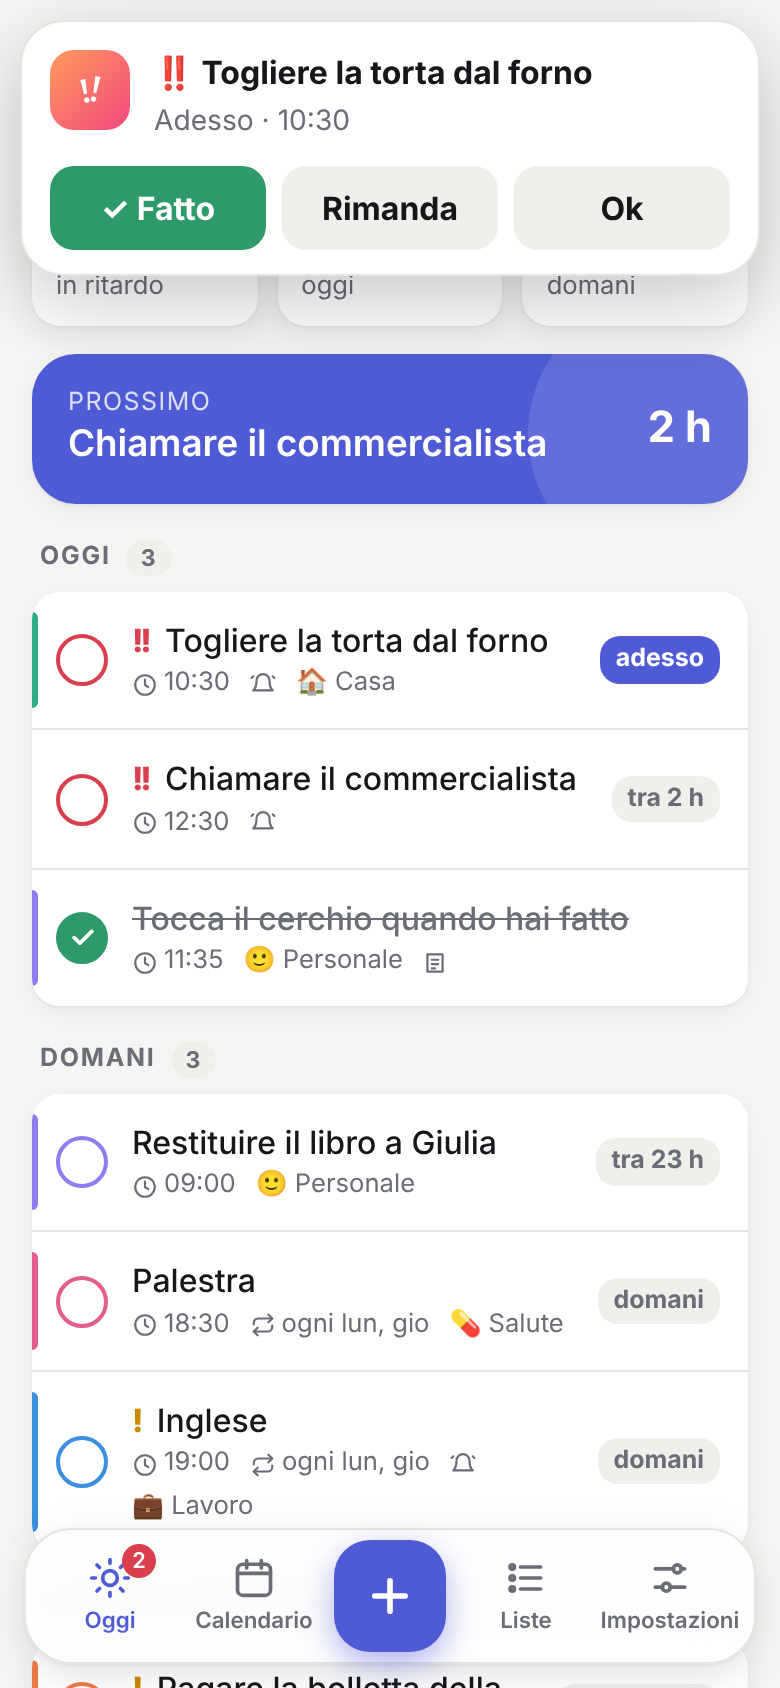 ‼ Togliere la torta dal forno
Adesso · 10:30
✓ Fatto
Rimanda
Ok
in ritardo
oggi
domani
PROSSIMO
Chiamare il commercialista
2 h
OGGI 3
‼ Togliere la torta dal forno
adesso
10:30 🏠 Casa
‼ Chiamare il commercialista
tra 2 h
12:30
Tocca il cerchio quando hai fatto
11:35 🙂 Personale
DOMANI 3
Restituire il libro a Giulia
tra 23 h
09:00 🙂 Personale
Palestra
domani
18:30 ogni lun, gio 💊 Salute
! Inglese
domani
19:00 ogni lun, gio
💼 Lavoro
2
Oggi
Calendario
+
Liste
Impostazioni
! Pagare la bolletta della